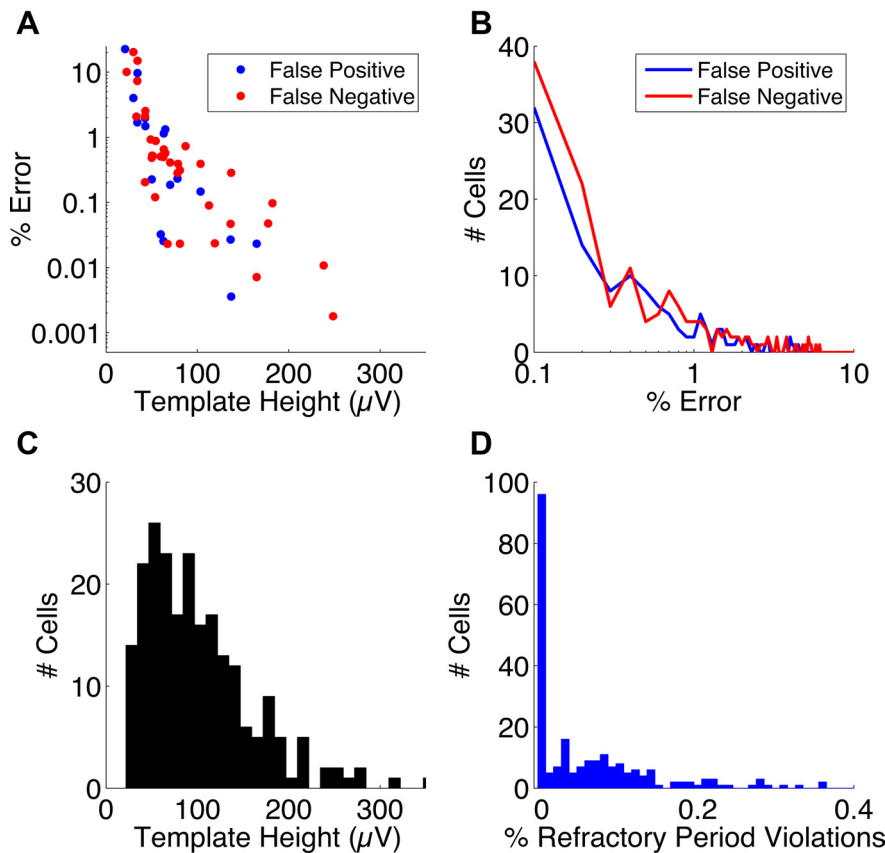 A
False Positive
False Negative
10
1
0.1
0.01
0.001
% Error
0
100
200
300
Template Height (µV)
B
False Positive
False Negative
40
30
20
10
0
# Cells
0.1
1
10
% Error
C
30
20
10
0
# Cells
0
100
200
300
Template Height (µV)
D
100
80
60
40
20
0
# Cells
0
0.2
0.4
% Refractory Period Violations